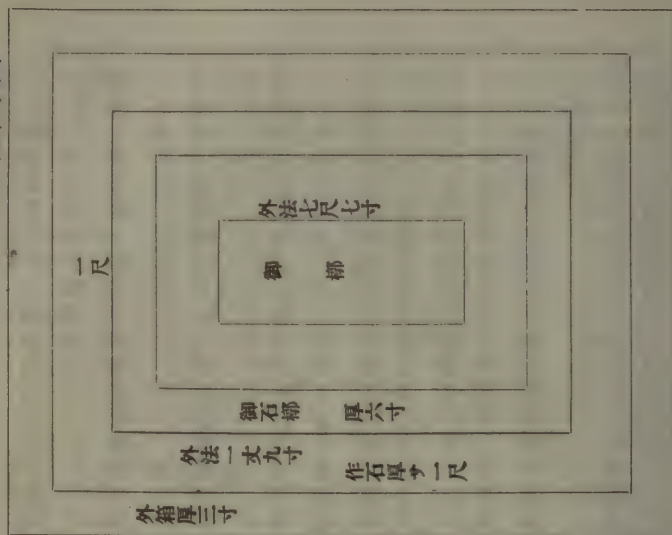 一尺
外法七尺七寸
御槨
御石槨 厚六寸
外法一丈九寸
作石厚サ一尺
外箱厚三寸